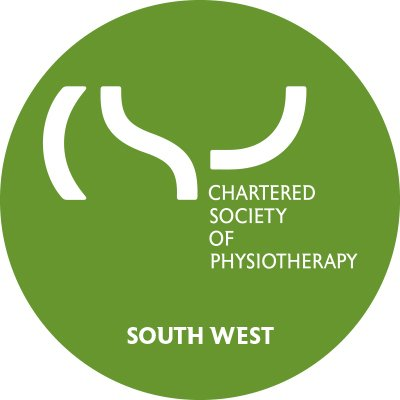 CHARTERED
SOCIETY
OF
PHYSIOTHERAPY
SOUTH WEST